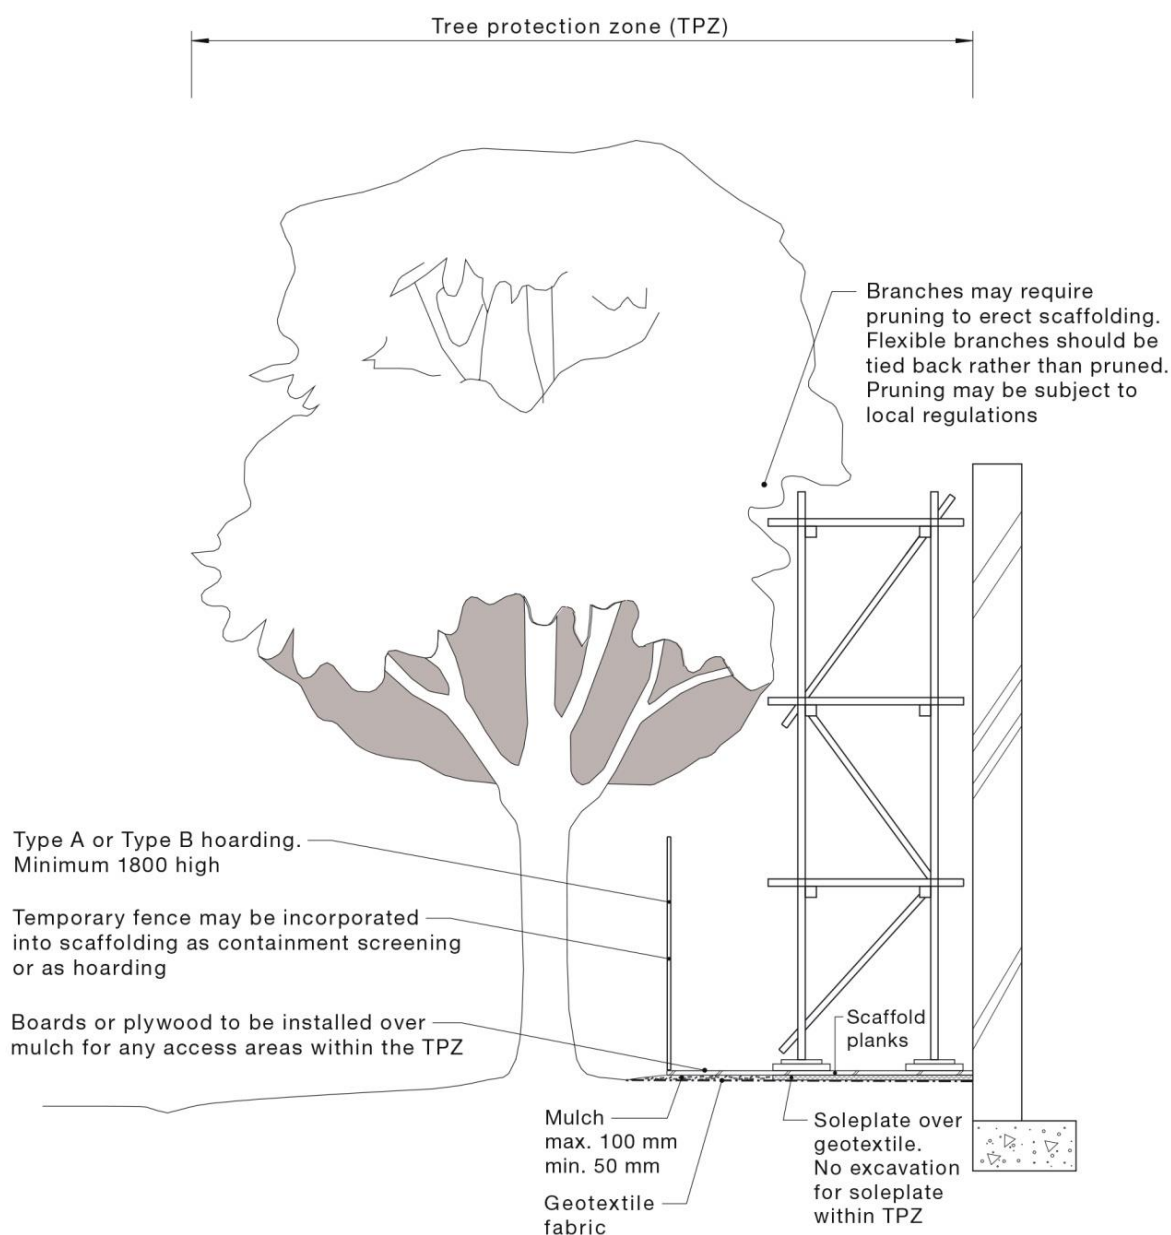 Tree protection zone (TPZ)
Branches may require
pruning to erect scaffolding.
Flexible branches should be
tied back rather than pruned.
Pruning may be subject to
local regulations
Type A or Type B hoarding.
Minimum 1800 high
Temporary fence may be incorporated
into scaffolding as containment screening
or as hoarding
Boards or plywood to be installed over
mulch for any access areas within the TPZ
Scaffold
planks
Mulch
max. 100 mm
min. 50 mm
Geotextile
fabric
Soleplate over
geotextile.
No excavation
for soleplate
within TPZ